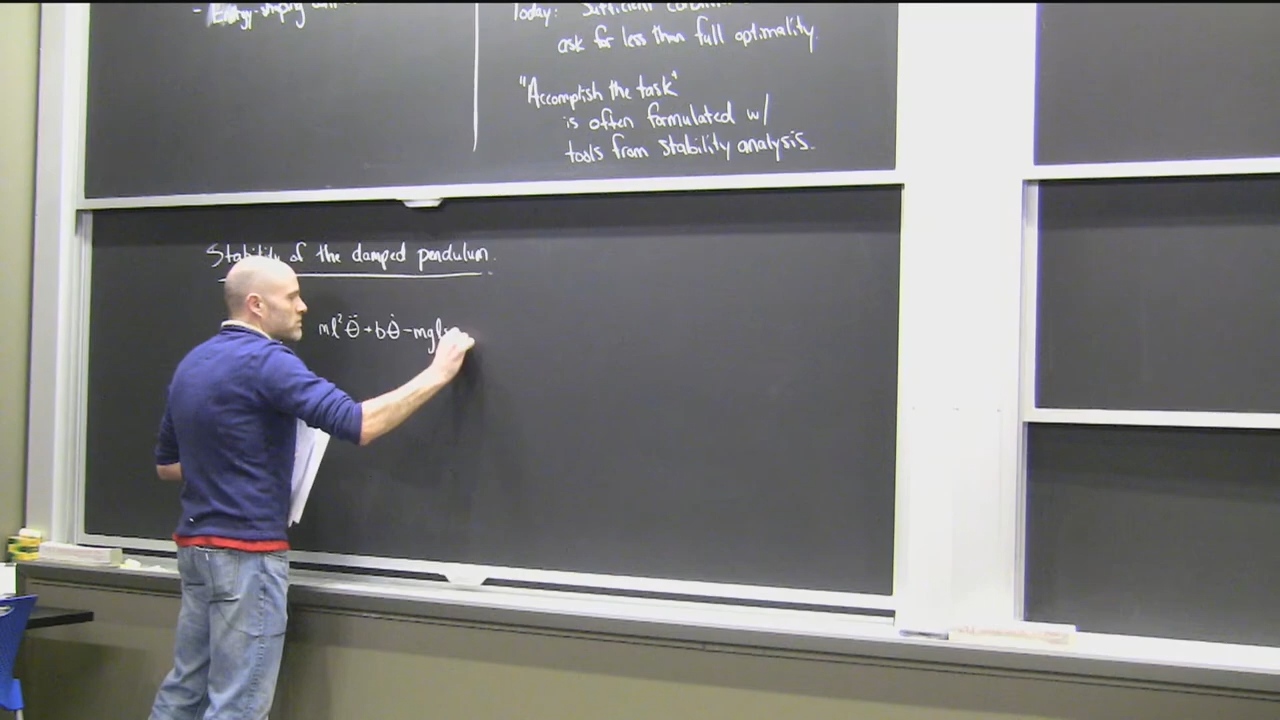 Today: Sufficient
ask for less than full optimality.
"Accomplish the task"
is often formulated w/
tools from stability analysis.
Stability of the damped pendulum.
ml²θ̈ + bθ̇ - mgl